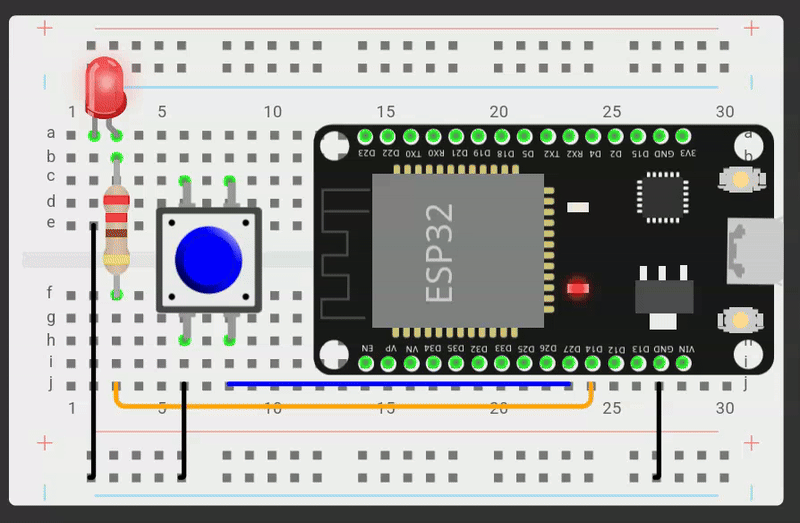 + +
1 5 10 15 20 25 30
a a
D23 D22 TX0 RX0 D21 D19 D18 D5 TX2 RX2 D4 D2 D15 GND 3V3
b b
c
d
e
ESP32
f
g
h h
EN VP VN D34 D35 D32 D33 D25 D26 D27 D14 D12 D13 GND VIN
i
j j
1 5 10 15 20 25 30
+ +